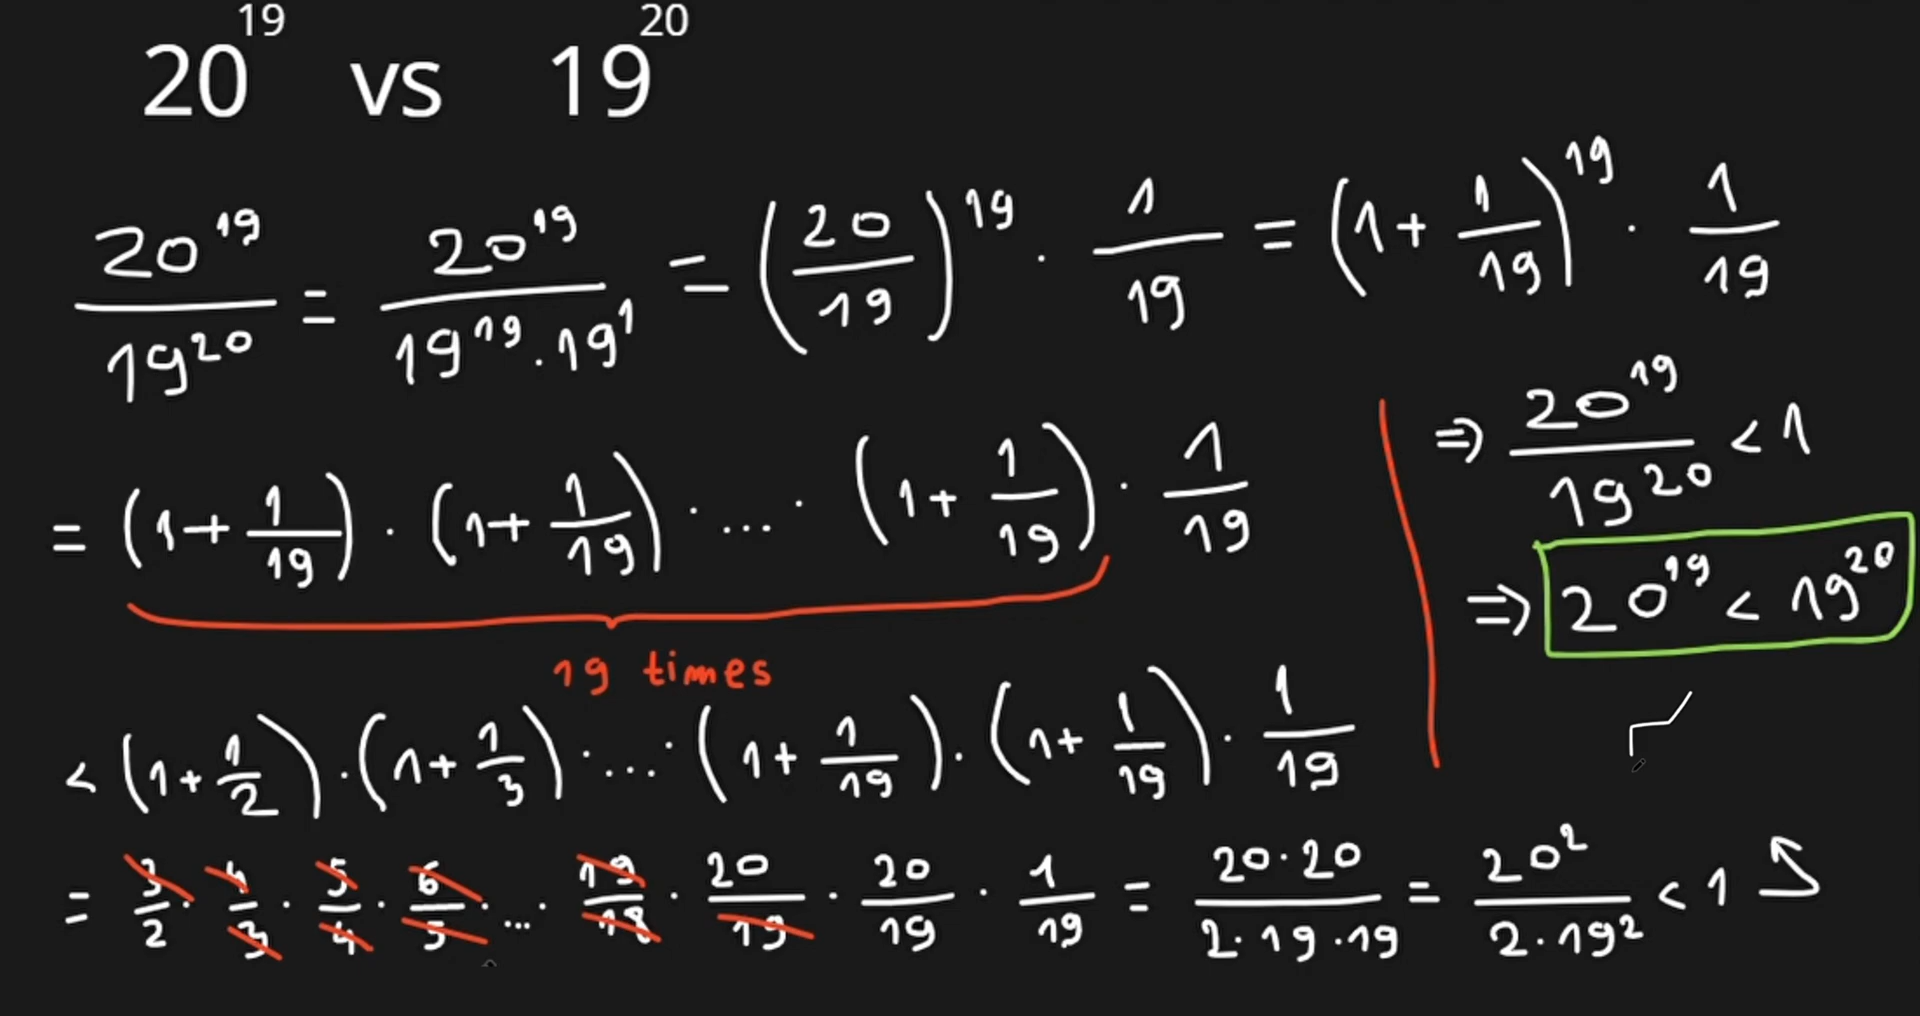 20^19 vs 19^20
20^19/19^20 = 20^19/(19^19 · 19^1) = (20/19)^19 · 1/19 = (1 + 1/19)^19 · 1/19
= (1 + 1/19) · (1 + 1/19) · ... · (1 + 1/19) · 1/19
19 times
< (1 + 1/2) · (1 + 1/3) · ... · (1 + 1/19) · (1 + 1/19) · 1/19
= 3/2 · 4/3 · 5/4 · 6/5 · ... · 19/18 · 20/19 · 20/19 · 1/19 = (20 · 20)/(2 · 19 · 19) = 20^2/(2 · 19^2) < 1
⇒ 20^19/19^20 < 1
⇒ 20^19 < 19^20